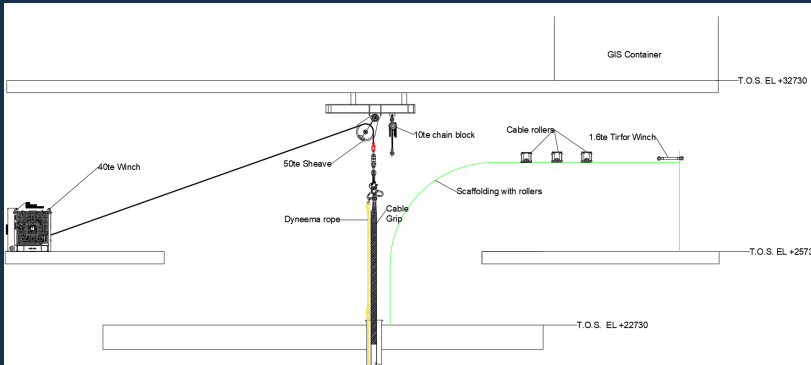 GIS Container
T.O.S. EL +32730
10te chain block
Cable rollers
1.6te Tirfor Winch
50te Sheave
40te Winch
Scaffolding with rollers
Dyneema rope
Cable
Grip
T.O.S. EL +2573
T.O.S. EL +22730